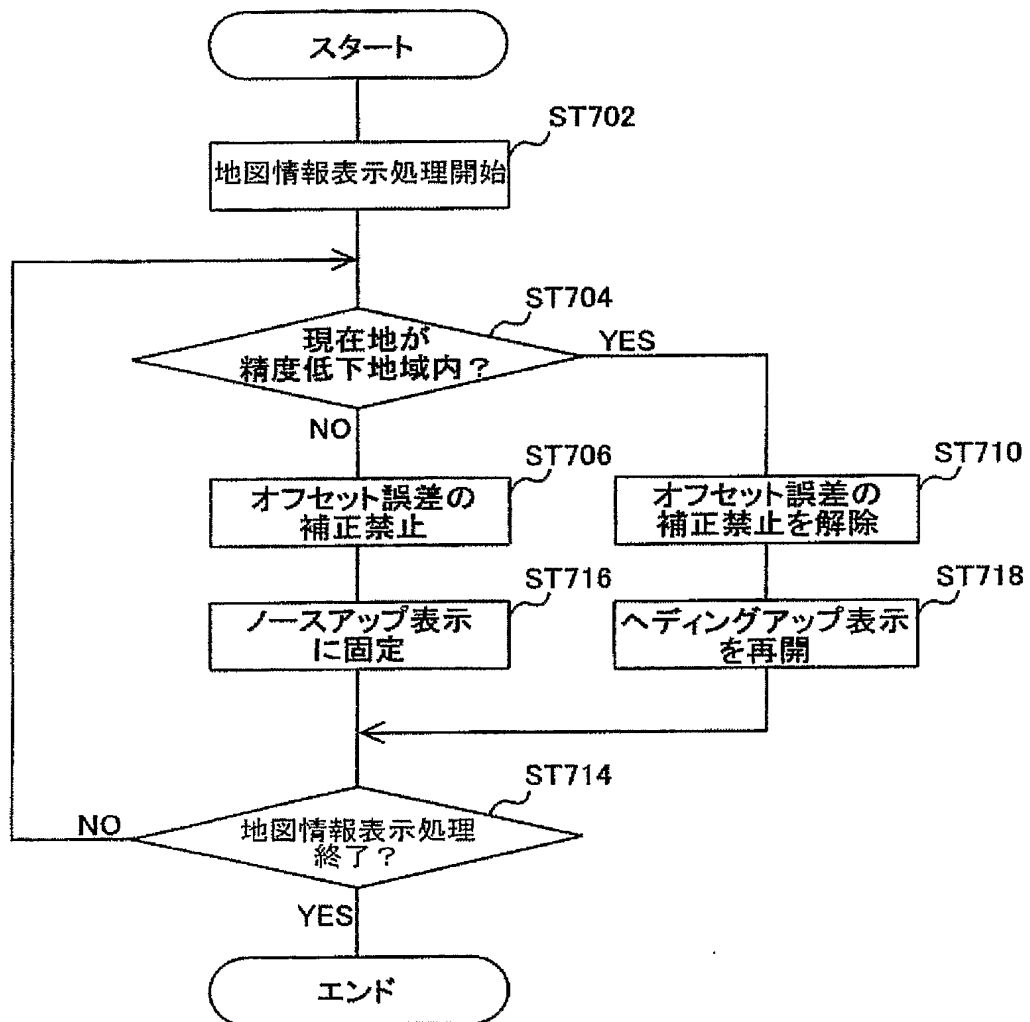 スタート
ST702
地図情報表示処理開始
ST704
現在地が
精度低下地域内？
YES
NO
ST706
オフセット誤差の
補正禁止
ST710
オフセット誤差の
補正禁止を解除
ST716
ノースアップ表示
に固定
ST718
ヘディングアップ表示
を再開
ST714
地図情報表示処理
終了？
NO
YES
エンド